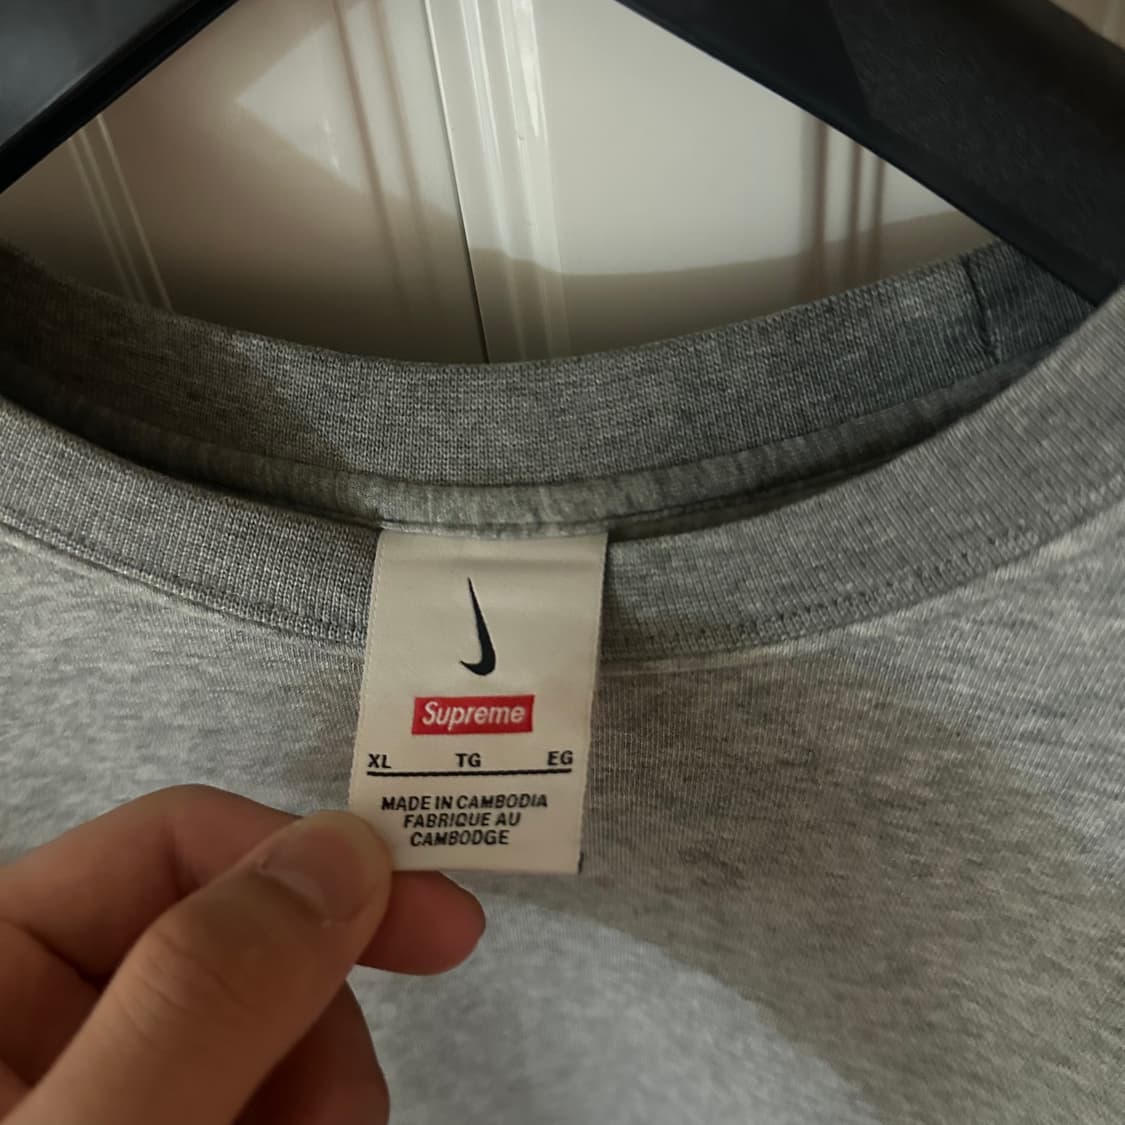 Supreme
XL TG EG
MADE IN CAMBODIA
FABRIQUE AU
CAMBODGE